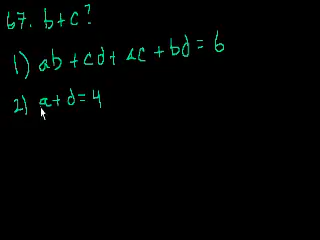 67. b+c?
1) ab + cd + ac + bd = 6
2) a + d = 4